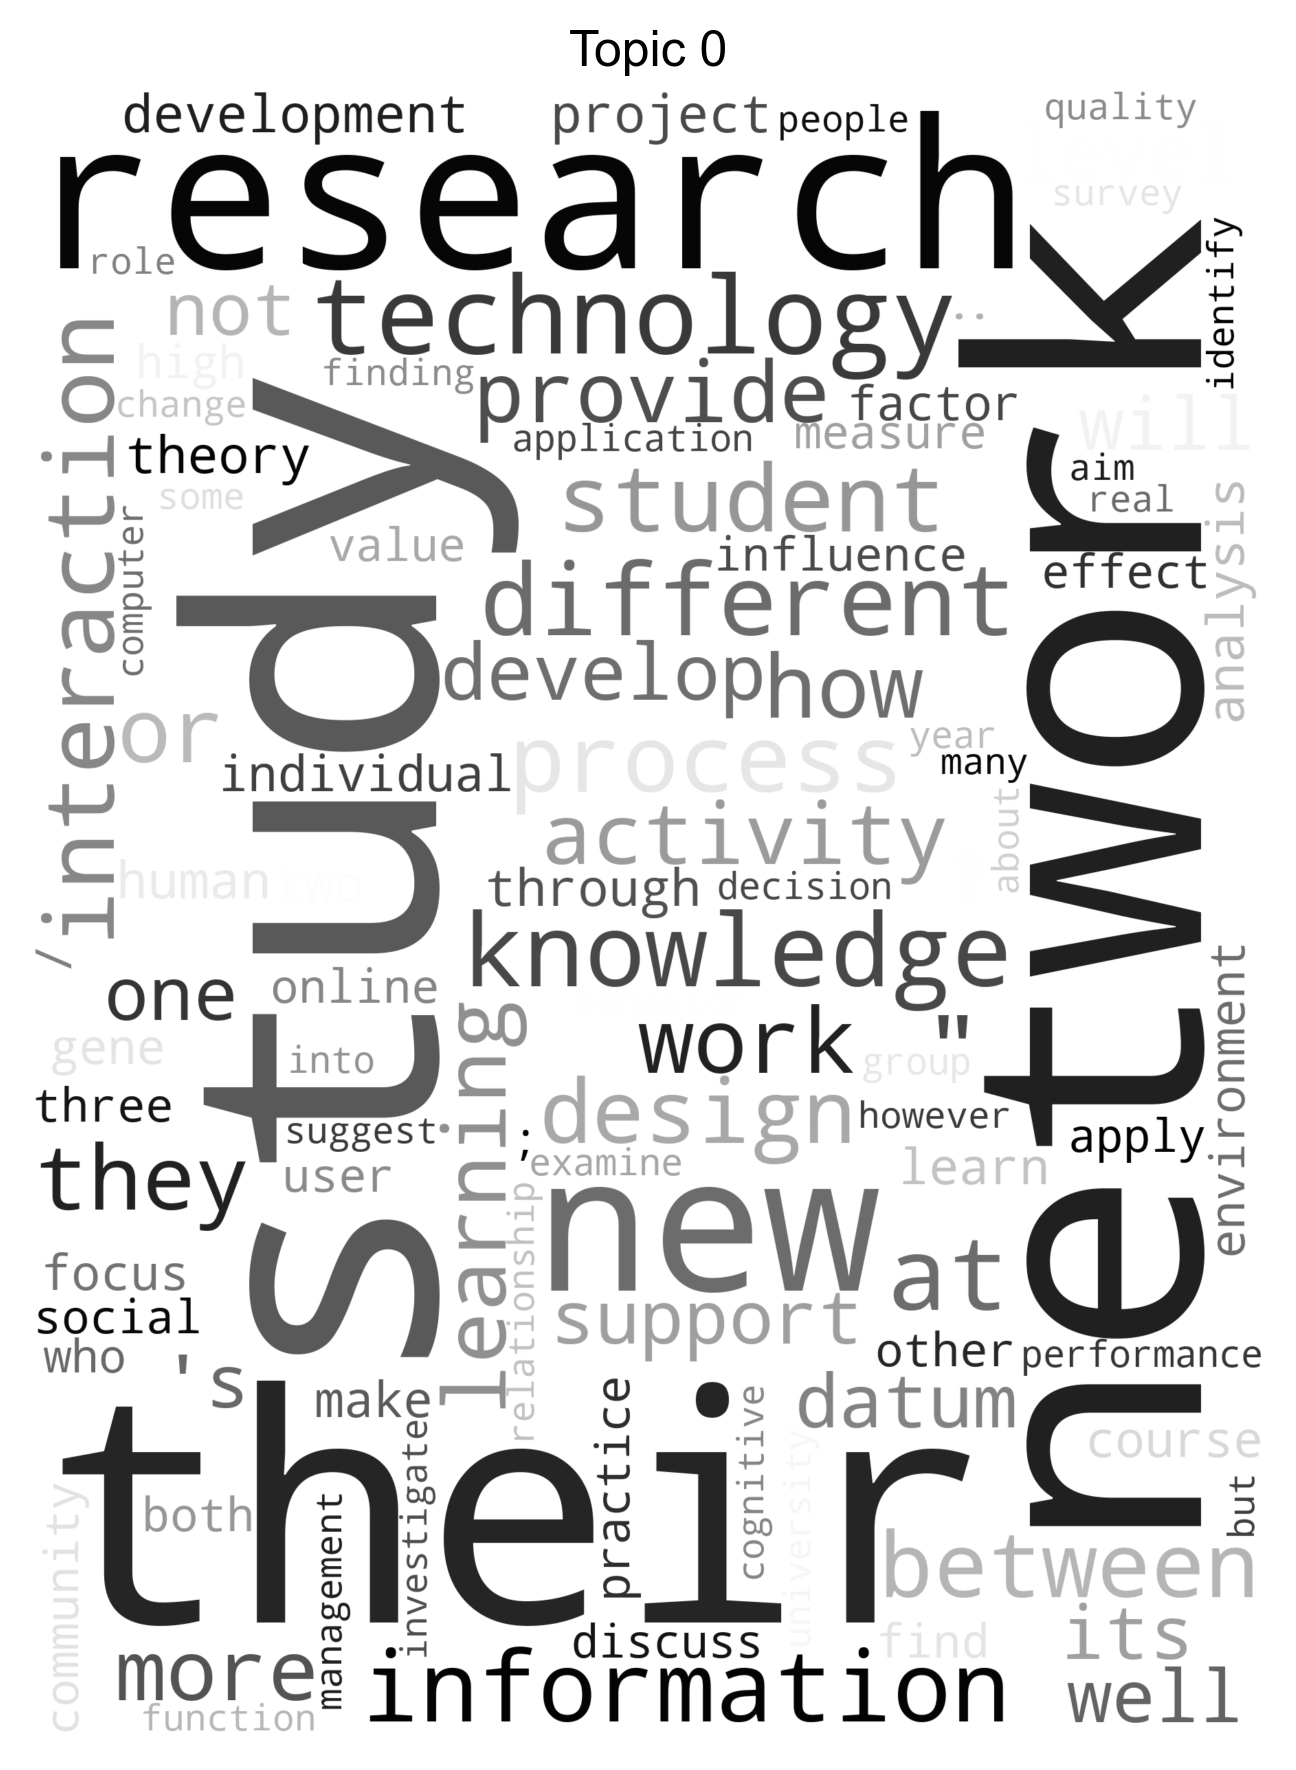 Topic 0
development
project
people
quality
research
survey
role
identify
not
technology
..
network
interaction
high
finding
provide
change
factor
will
study
application
measure
theory
aim
some
student
real
analysis
computer
value
influence
effect
different
develop
how
or
process
year
individual
many
activity
about
human
two
through
decision
knowledge
/
one
online
environment
work
"
gene
into
learning
group
design
three
suggest
.
;
however
apply
they
user
examine
learn
relationship
new
at
focus
support
social
who
other
performance
's
make
their
practice
cognitive
datum
investigate
university
course
community
both
management
but
between
discuss
find
its
more
information
well
function